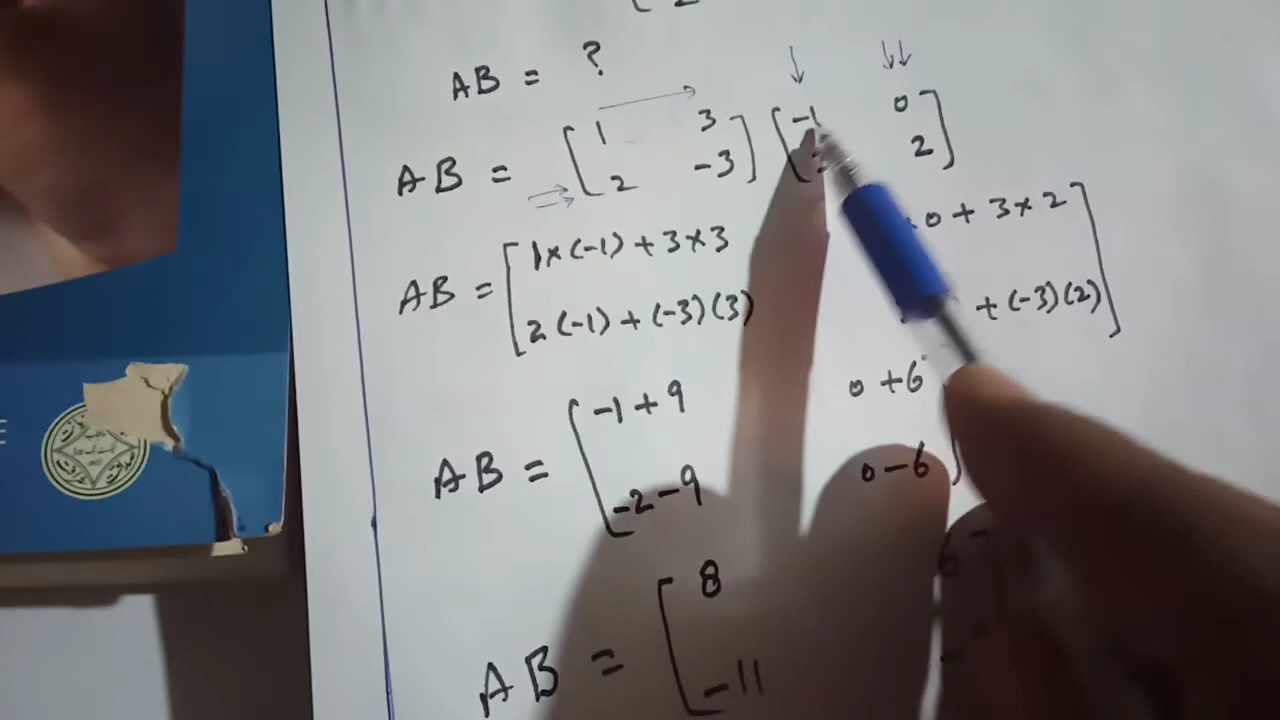 AB = ?
AB = [1 3 2 -3] [-1 0 2]
AB = [1×(-1) + 3×3 0 + 3×2
2(-1) + (-3)(3) + (-3)(2)]
AB = [-1 + 9 0 + 6
-2 - 9 0 - 6]
AB = [8
-11
E